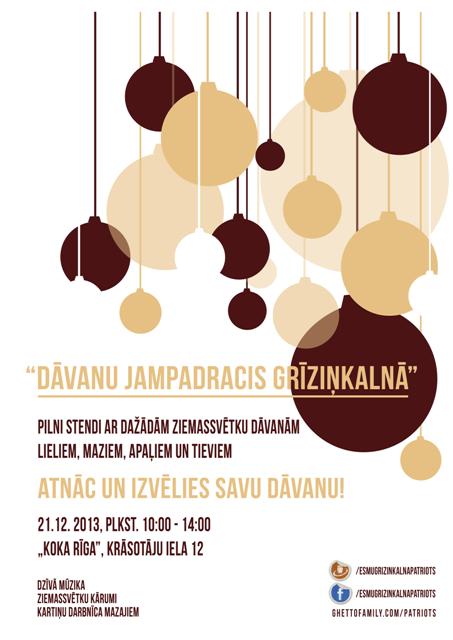 “DĀVANU JAMPADRACIS GRĪZIŅKALNĀ”
PILNI STENDI AR DAŽĀDĀM ZIEMASSVĒTKU DĀVANĀM
LIELIEM, MAZIEM, APAĻIEM UN TIEVIEM
ATNĀC UN IZVĒLIES SAVU DĀVANU!
21.12. 2013, PLKST. 10:00 - 14:00
„KOKA RĪGA”, KRĀSOTĀJU IELA 12
DZĪVĀ MŪZIKA
ZIEMASSVĒTKU KĀRUMI
KARTIŅU DARBNĪCA MAZAJIEM
/ESMUGRIZINKALNAPATRIOTS
f /ESMUGRIZINKALNAPATRIOTS
GHETTOFAMILY.COM/PATRIOTS